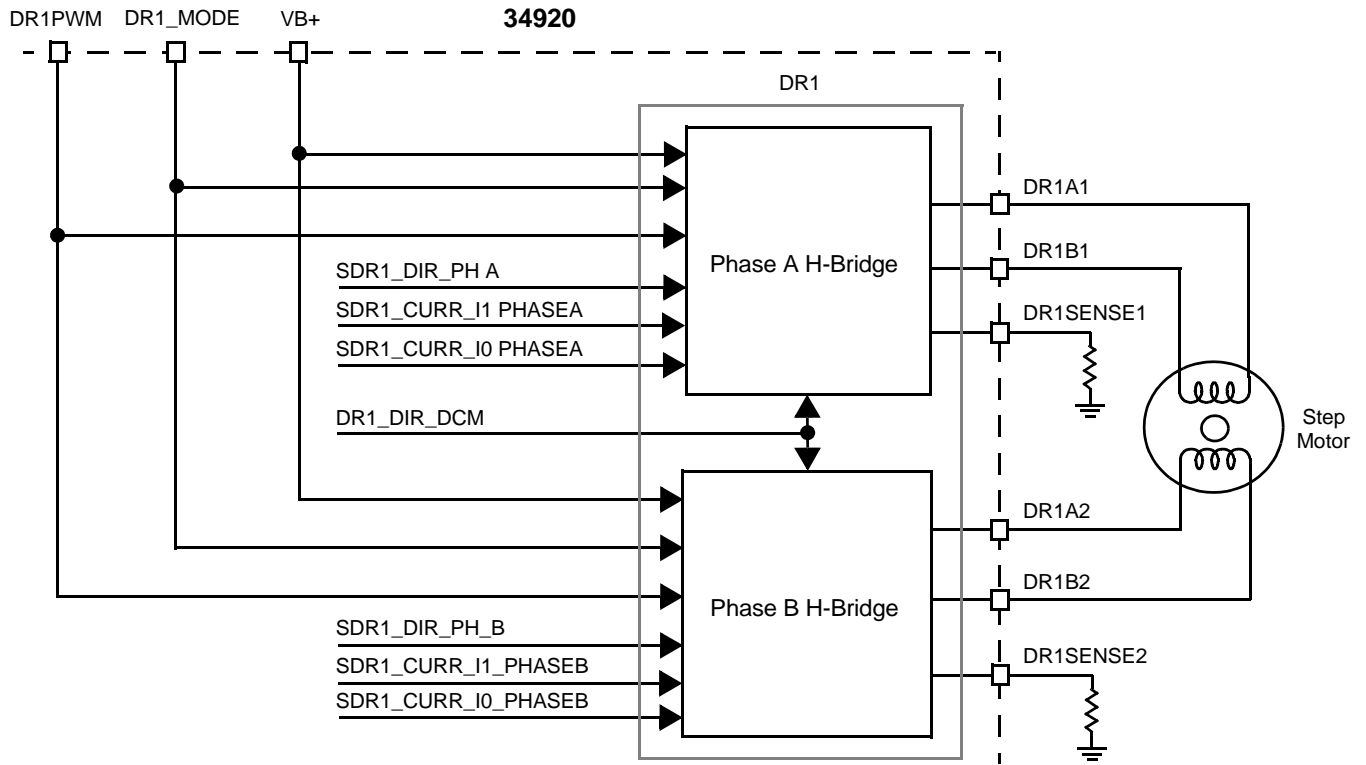 DR1PWM DR1_MODE VB+ 34920
DR1
DR1A1
DR1B1
Phase A H-Bridge
SDR1_DIR_PH A
SDR1_CURR_I1 PHASEA
DR1SENSE1
SDR1_CURR_I0 PHASEA
DR1_DIR_DCM
Step
Motor
DR1A2
DR1B2
Phase B H-Bridge
SDR1_DIR_PH_B
DR1SENSE2
SDR1_CURR_I1_PHASEB
SDR1_CURR_I0_PHASEB